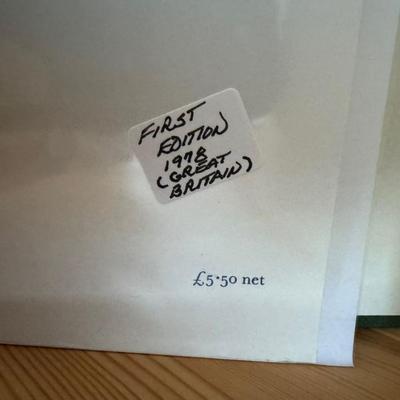 FIRST
EDITION
1978
(GREAT
BRITAIN)
£5·50 net